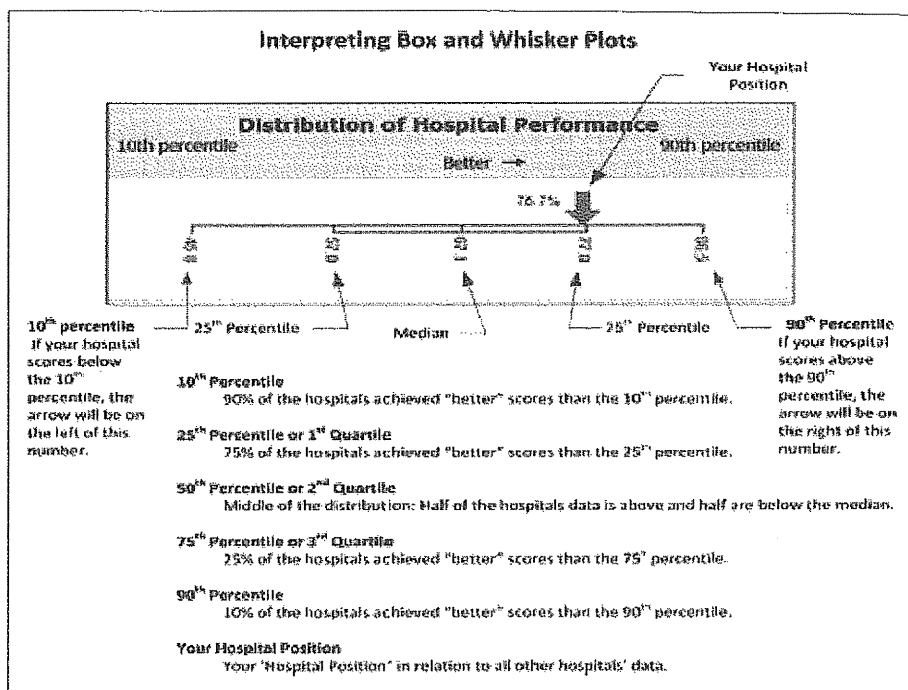 Interpreting Box and Whisker Plots
Your Hospital
Position
Distribution of Hospital Performance
10th percentile
90th percentile
Better →
76.7%
10th percentile
If your hospital
scores below
the 10th
percentile, the
arrow will be on
the left of this
number.
25th Percentile
Median
25th Percentile
90th Percentile
If your hospital
scores above
the 90th
percentile, the
arrow will be on
the right of this
number.
10th Percentile
90% of the hospitals achieved "better" scores than the 10th percentile.
25th Percentile or 1st Quartile
75% of the hospitals achieved "better" scores than the 25th percentile.
50th Percentile or 2nd Quartile
Middle of the distribution: Half of the hospitals data is above and half are below the median.
75th Percentile or 3rd Quartile
25% of the hospitals achieved "better" scores than the 75th percentile.
90th Percentile
10% of the hospitals achieved "better" scores than the 90th percentile.
Your Hospital Position
Your 'Hospital Position' in relation to all other hospitals' data.